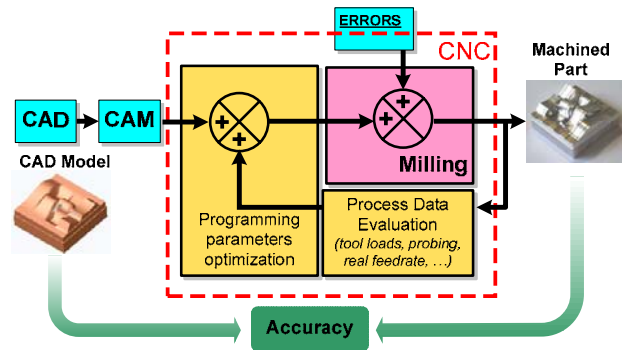 ERRORS
CNC
Machined
Part
CAD
CAM
+
+
+
+
Milling
CAD Model
Programming
parameters
optimization
Process Data
Evaluation
(tool loads, probing,
real feedrate, ...)
Accuracy